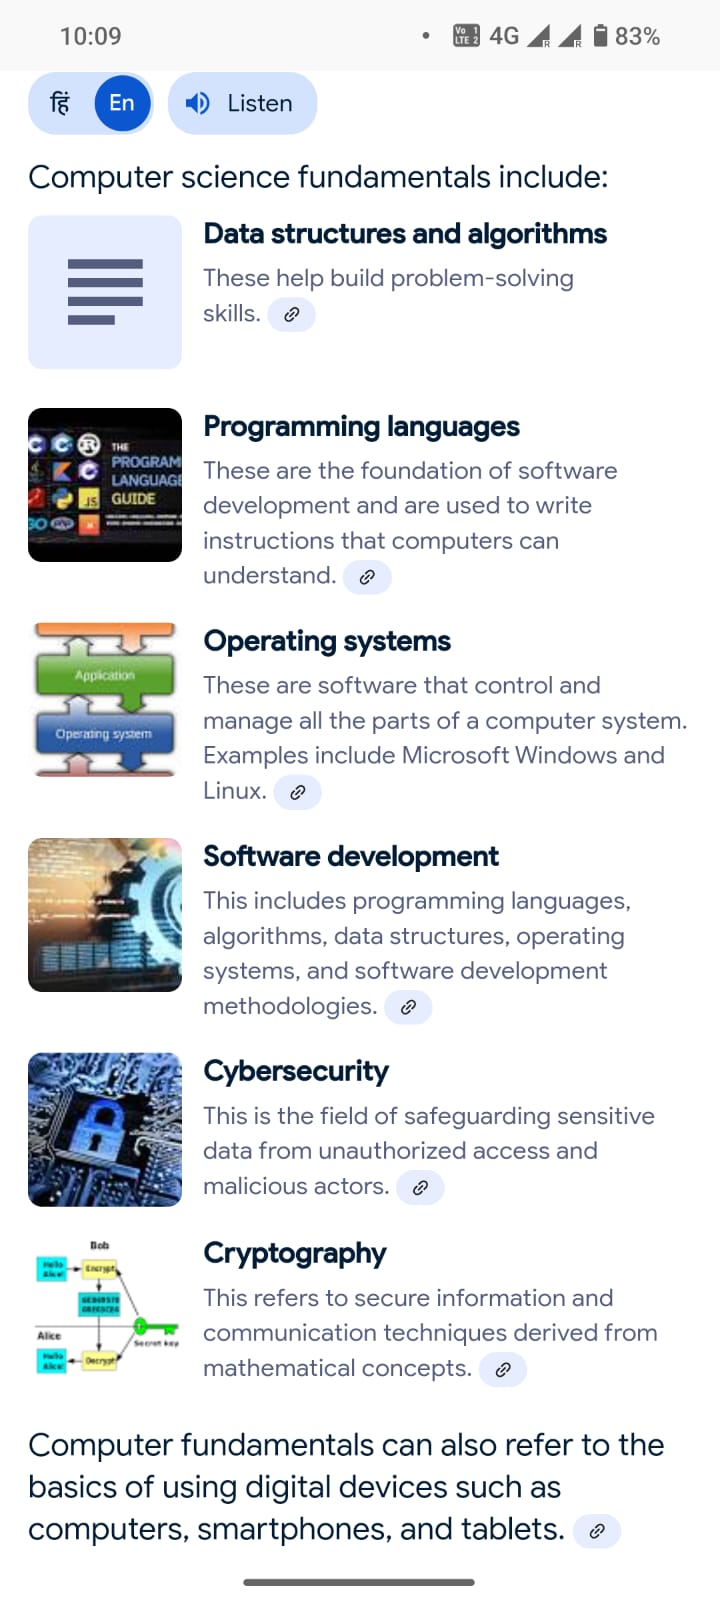 10:09
Vo 1
LTE 2
4G
R
R
83%
हिं
En
Listen
Computer science fundamentals include:
Data structures and algorithms
These help build problem-solving
skills.
THE
PROGRAM
LANGUAGE
GUIDE
JS
Programming languages
These are the foundation of software
development and are used to write
instructions that computers can
understand.
Application
Operating system
Operating systems
These are software that control and
manage all the parts of a computer system.
Examples include Microsoft Windows and
Linux.
Software development
This includes programming languages,
algorithms, data structures, operating
systems, and software development
methodologies.
Cybersecurity
This is the field of safeguarding sensitive
data from unauthorized access and
malicious actors.
Bob
Hello
Alice!
Encrypt
Alice
Secret key
Hello
Alice!
Decrypt
Cryptography
This refers to secure information and
communication techniques derived from
mathematical concepts.
Computer fundamentals can also refer to the
basics of using digital devices such as
computers, smartphones, and tablets.